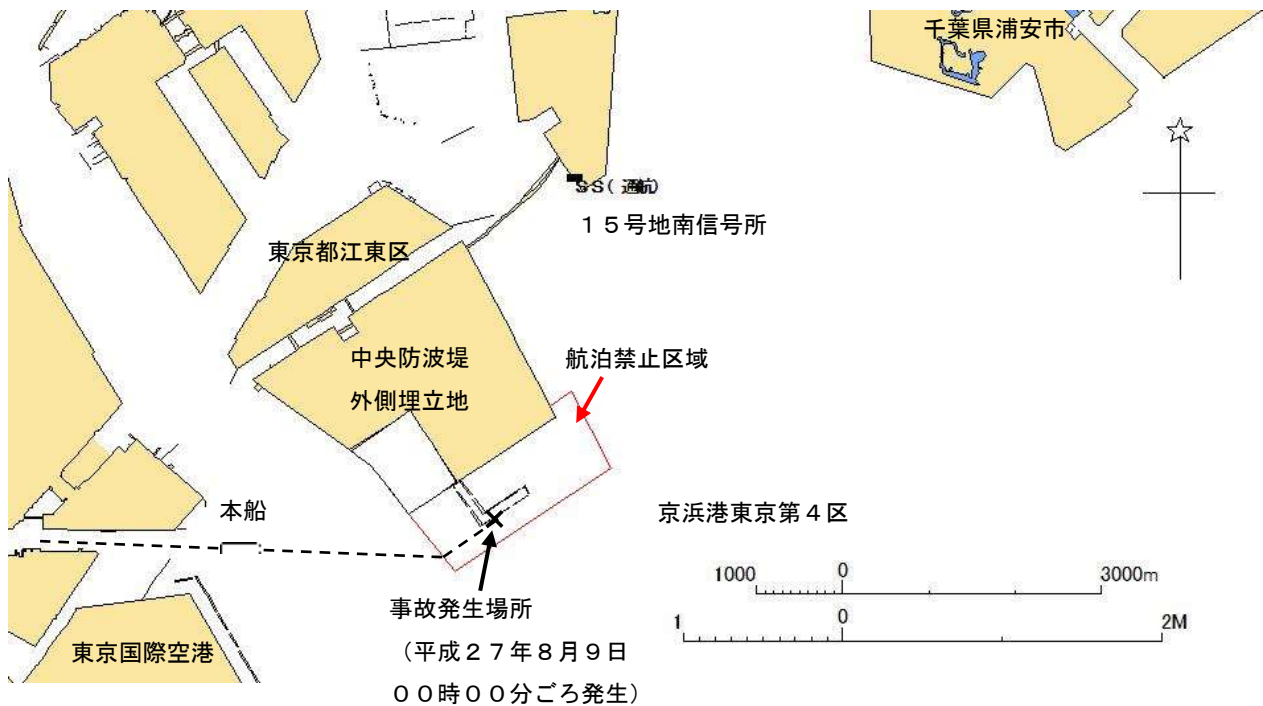 千葉県浦安市
SS(通航)
１５号地南信号所
東京都江東区
中央防波堤
外側埋立地
航泊禁止区域
本船
京浜港東京第４区
1000 0 3000m
1 0 2M
事故発生場所
（平成２７年８月９日
００時００分ごろ発生）
東京国際空港